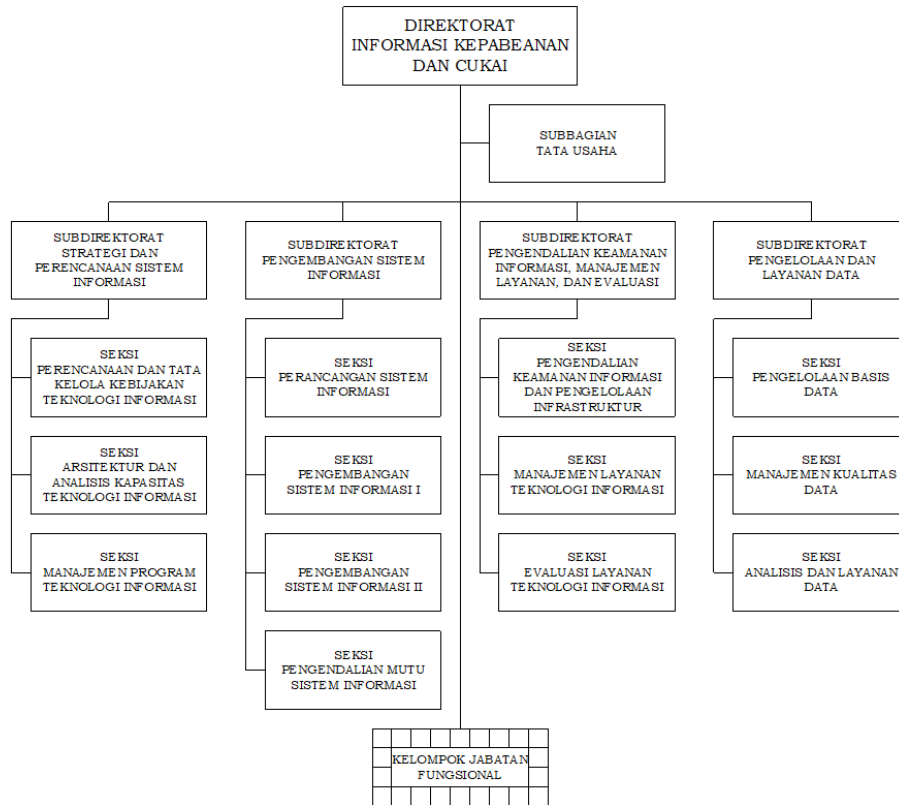 DIREKTORAT
INFORMASI KEPABEANAN
DAN CUKAI
SUBBAGIAN
TATA USAHA
SUBDIREKTORAT
STRATEGI DAN
PERENCANAAN SISTEM
INFORMASI
SUBDIREKTORAT
PENGEMBANGAN SISTEM
INFORMASI
SUBDIREKTORAT
PENGENDALIAN KEAMANAN
INFORMASI, MANAJEMEN
LAYANAN, DAN EVALUASI
SUBDIREKTORAT
PENGELOLAAN DAN
LAYANAN DATA
SEKSI
PERENCANAAN DAN TATA
KELOLA KEBIJAKAN
TEKNOLOGI INFORMASI
SEKSI
PERANCANGAN SISTEM
INFORMASI
SEKSI
PENGENDALIAN
KEAMANAN INFORMASI
DAN PENGELOLAAN
INFRASTRUKTUR
SEKSI
PENGELOLAAN BASIS
DATA
SEKSI
ARSITEKTUR DAN
ANALISIS KAPASITAS
TEKNOLOGI INFORMASI
SEKSI
PENGEMBANGAN
SISTEM INFORMASI I
SEKSI
MANAJEMEN LAYANAN
TEKNOLOGI INFORMASI
SEKSI
MANAJEMEN KUALITAS
DATA
SEKSI
MANAJEMEN PROGRAM
TEKNOLOGI INFORMASI
SEKSI
PENGEMBANGAN
SISTEM INFORMASI II
SEKSI
EVALUASI LAYANAN
TEKNOLOGI INFORMASI
SEKSI
ANALISIS DAN LAYANAN
DATA
SEKSI
PENGENDALIAN MUTU
SISTEM INFORMASI
KELOMPOK JABATAN
FUNGSIONAL